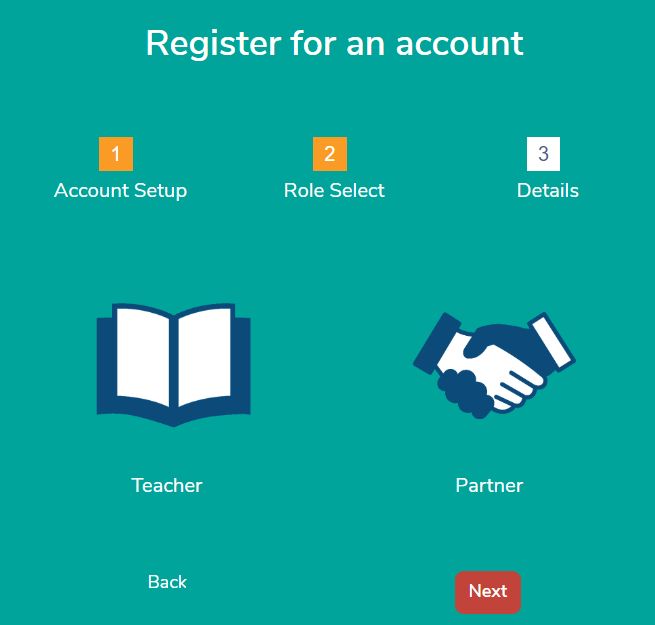 Register for an account
1 2 3
Account Setup Role Select Details
Teacher Partner
Back Next